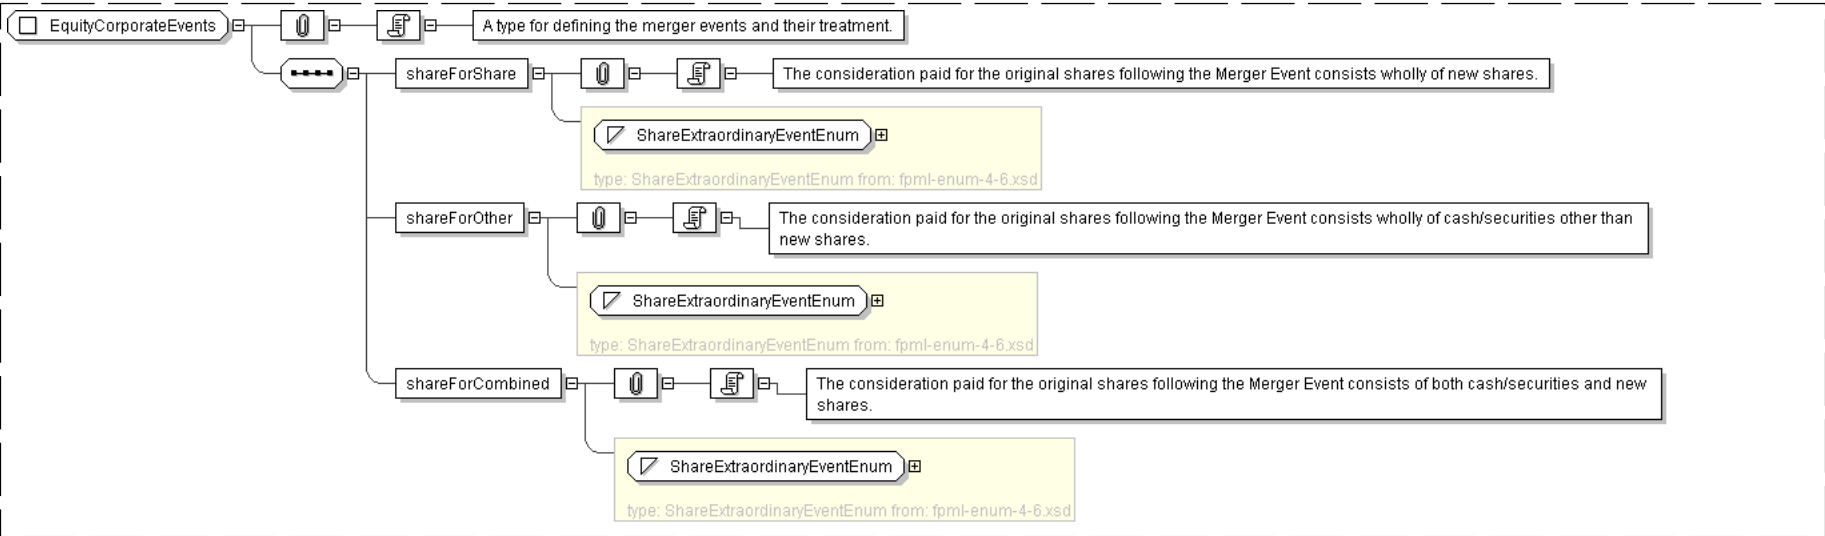 EquityCorporateEvents
A type for defining the merger events and their treatment.
shareForShare
The consideration paid for the original shares following the Merger Event consists wholly of new shares.
ShareExtraordinaryEventEnum
type: ShareExtraordinaryEventEnum from: fpml-enum-4-6.xsd
shareForOther
The consideration paid for the original shares following the Merger Event consists wholly of cash/securities other than
new shares.
ShareExtraordinaryEventEnum
type: ShareExtraordinaryEventEnum from: fpml-enum-4-6.xsd
shareForCombined
The consideration paid for the original shares following the Merger Event consists of both cash/securities and new
shares.
ShareExtraordinaryEventEnum
type: ShareExtraordinaryEventEnum from: fpml-enum-4-6.xsd